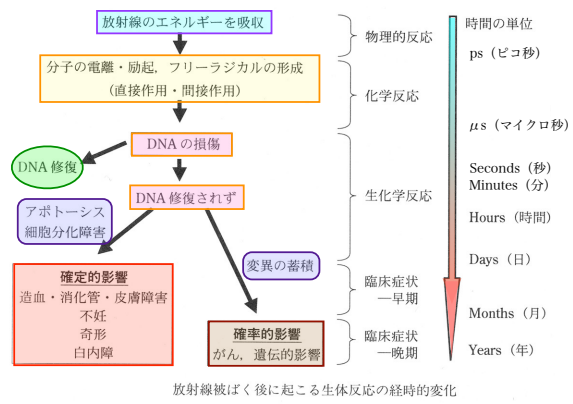 放射線のエネルギーを吸収
分子の電離・励起，フリーラジカルの形成
（直接作用・間接作用）
DNA の損傷
DNA 修復
DNA 修復されず
アポトーシス
細胞分化障害
変異の蓄積
確定的影響
造血・消化管・皮膚障害
不妊
奇形
白内障
確率的影響
がん，遺伝的影響
物理的反応
化学反応
生化学反応
臨床症状
―早期
臨床症状
―晩期
時間の単位
ps（ピコ秒）
μs（マイクロ秒）
Seconds（秒）
Minutes（分）
Hours（時間）
Days（日）
Months（月）
Years（年）
放射線被ばく後に起こる生体反応の経時的変化